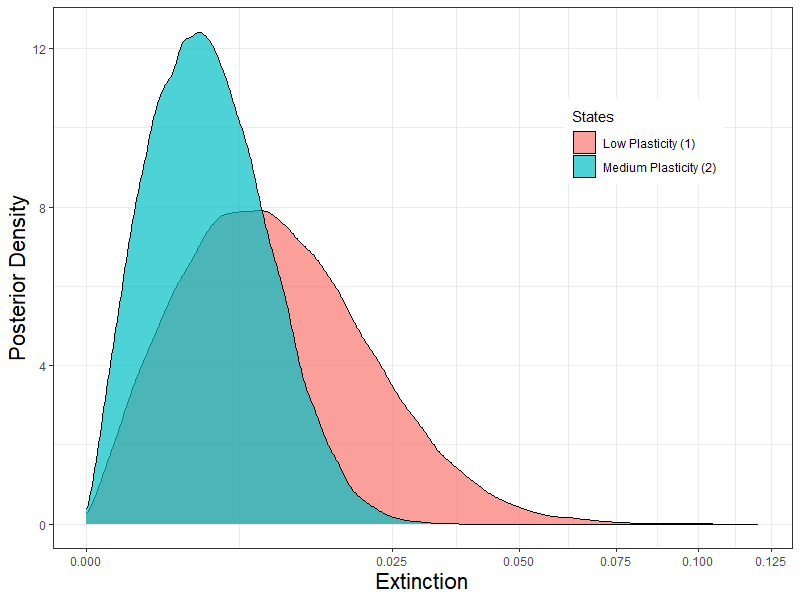 12
8
4
0
Posterior Density
States
Low Plasticity (1)
Medium Plasticity (2)
0.000 0.025 0.050 0.075 0.100 0.125
Extinction